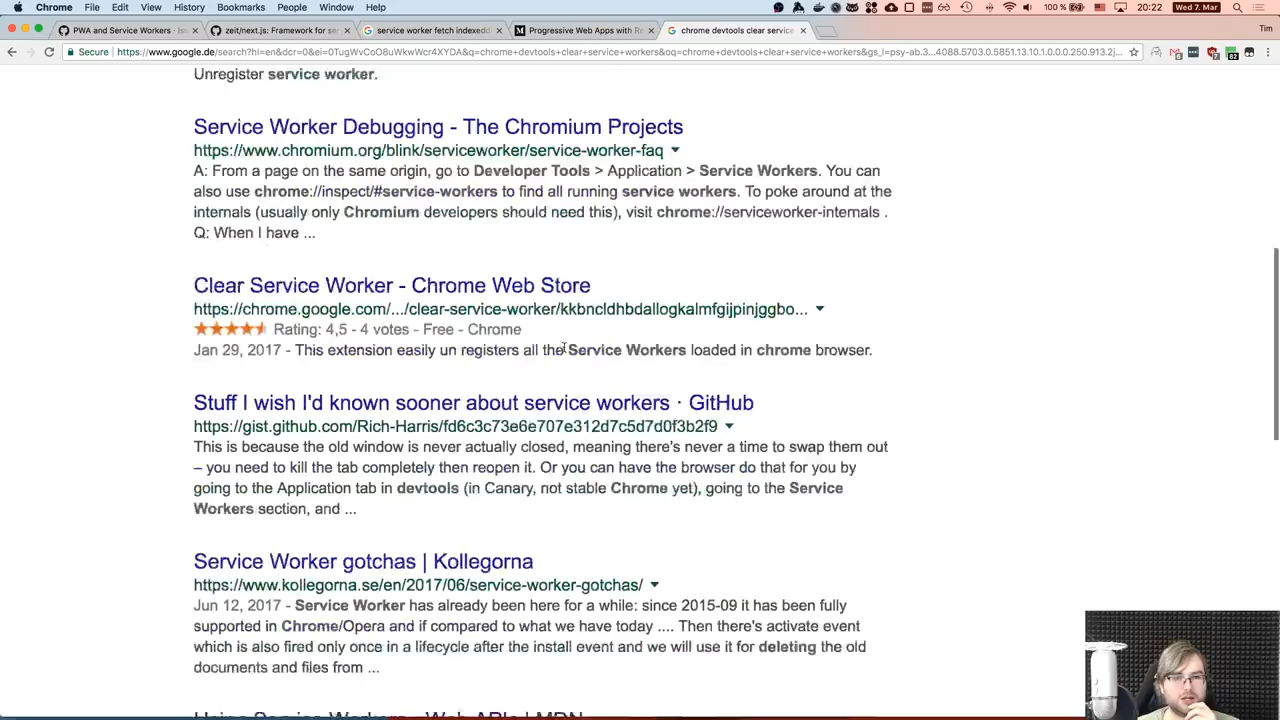 Chrome File Edit View History Bookmarks People Window Help 100 % 20:22 Wed 7. Mar
PWA and Service Workers - Iss
zeit/next.js: Framework for se
service worker fetch indexeddb
Progressive Web Apps with Re
chrome devtools clear service
Tim
Secure https://www.google.de/search?hl=en&dcr=0&ei=0TugWvCoO8uWkwWcr4XYDA&q=chrome+devtools+clear+service+workers&oq=chrome+devtools+clear+service+workers&gs_l=psy-ab.3...4088.5703.0.5851.13.10.1.0.0.0.250.913.2j
Unregister service worker.
Service Worker Debugging - The Chromium Projects
https://www.chromium.org/blink/serviceworker/service-worker-faq
A: From a page on the same origin, go to Developer Tools > Application > Service Workers. You can
also use chrome://inspect/#service-workers to find all running service workers. To poke around at the
internals (usually only Chromium developers should need this), visit chrome://serviceworker-internals .
Q: When I have ...
Clear Service Worker - Chrome Web Store
https://chrome.google.com/.../clear-service-worker/kkbncldhbdallogkalmfgijpinjggbo...
Rating: 4,5 - 4 votes - Free - Chrome
Jan 29, 2017 - This extension easily un registers all the Service Workers loaded in chrome browser.
Stuff I wish I'd known sooner about service workers · GitHub
https://gist.github.com/Rich-Harris/fd6c3c73e6e707e312d7c5d7d0f3b2f9
This is because the old window is never actually closed, meaning there's never a time to swap them out
– you need to kill the tab completely then reopen it. Or you can have the browser do that for you by
going to the Application tab in devtools (in Canary, not stable Chrome yet), going to the Service
Workers section, and ...
Service Worker gotchas | Kollegorna
https://www.kollegorna.se/en/2017/06/service-worker-gotchas/
Jun 12, 2017 - Service Worker has already been here for a while: since 2015-09 it has been fully
supported in Chrome/Opera and if compared to what we have today .... Then there's activate event
which is also fired only once in a lifecycle after the install event and we will use it for deleting the old
documents and files from ...
Using Service Workers - Web APIs | MDN